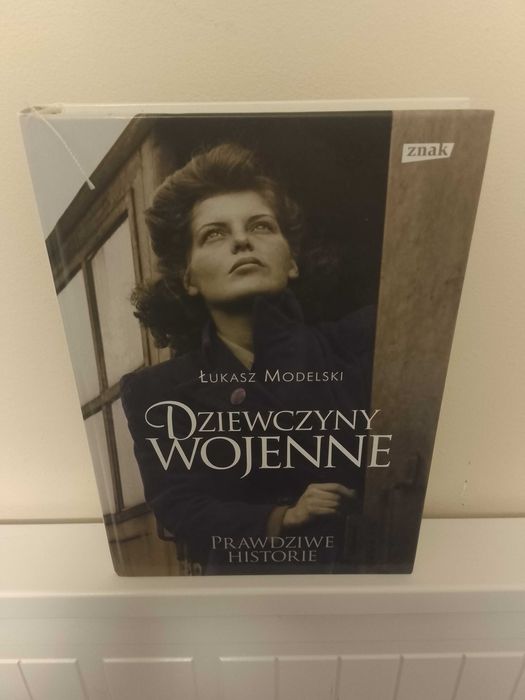 znak
Łukasz Modelski
Dziewczyny
wojenne
Prawdziwe
historie